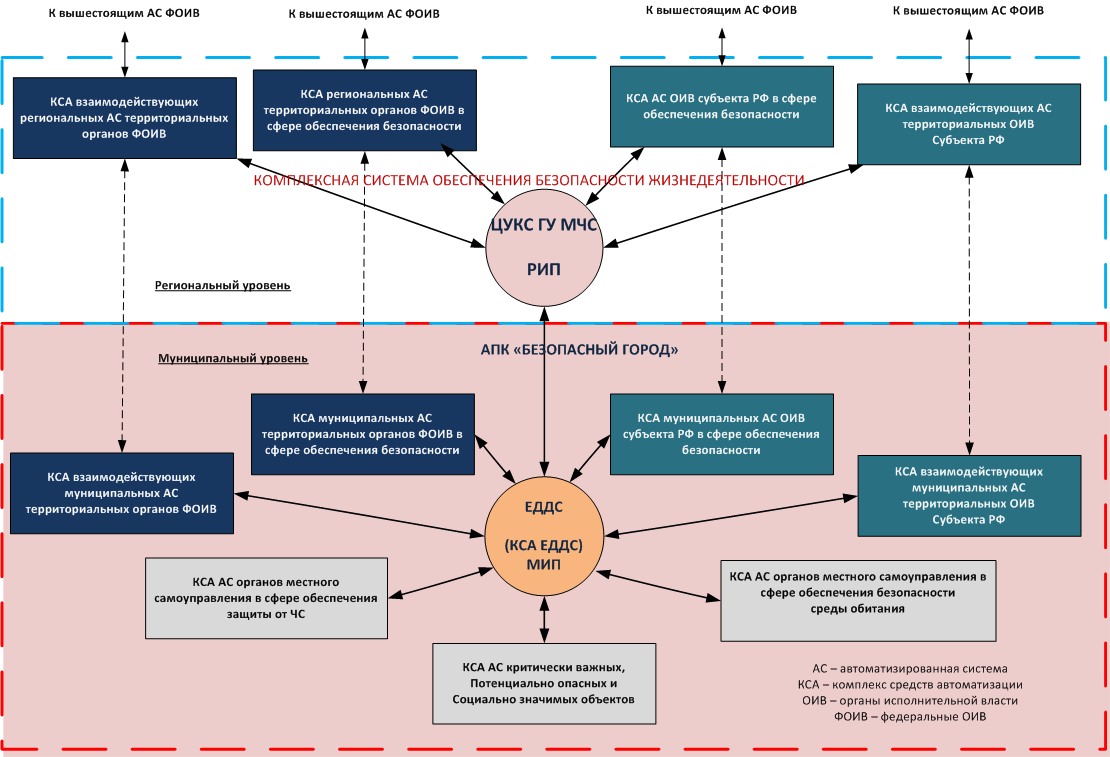 К вышестоящим АС ФОИВ
К вышестоящим АС ФОИВ
К вышестоящим АС ФОИВ
К вышестоящим АС ФОИВ
КСА взаимодействующих
региональных АС территориальных
органов ФОИВ
КСА региональных АС
территориальных органов ФОИВ в
сфере обеспечения безопасности
КСА АС ОИВ субъекта РФ в сфере
обеспечения безопасности
КСА взаимодействующих АС
территориальных ОИВ
Субъекта РФ
КОМПЛЕКСНАЯ СИСТЕМА ОБЕСПЕЧЕНИЯ БЕЗОПАСНОСТИ ЖИЗНЕДЕЯТЕЛЬНОСТИ
ЦУКС ГУ МЧС
РИП
Региональный уровень
Муниципальный уровень
АПК «БЕЗОПАСНЫЙ ГОРОД»
КСА муниципальных АС
территориальных органов ФОИВ в
сфере обеспечения безопасности
КСА муниципальных АС ОИВ
субъекта РФ в сфере обеспечения
безопасности
КСА взаимодействующих
муниципальных АС
территориальных органов ФОИВ
КСА взаимодействующих
муниципальных АС
территориальных ОИВ
Субъекта РФ
ЕДДС
(КСА ЕДДС)
МИП
КСА АС органов местного
самоуправления в сфере обеспечения
защиты от ЧС
КСА АС органов местного самоуправления в
сфере обеспечения безопасности
среды обитания
КСА АС критически важных,
Потенциально опасных и
Социально значимых объектов
АС – автоматизированная система
КСА – комплекс средств автоматизации
ОИВ – органы исполнительной власти
ФОИВ – федеральные ОИВ